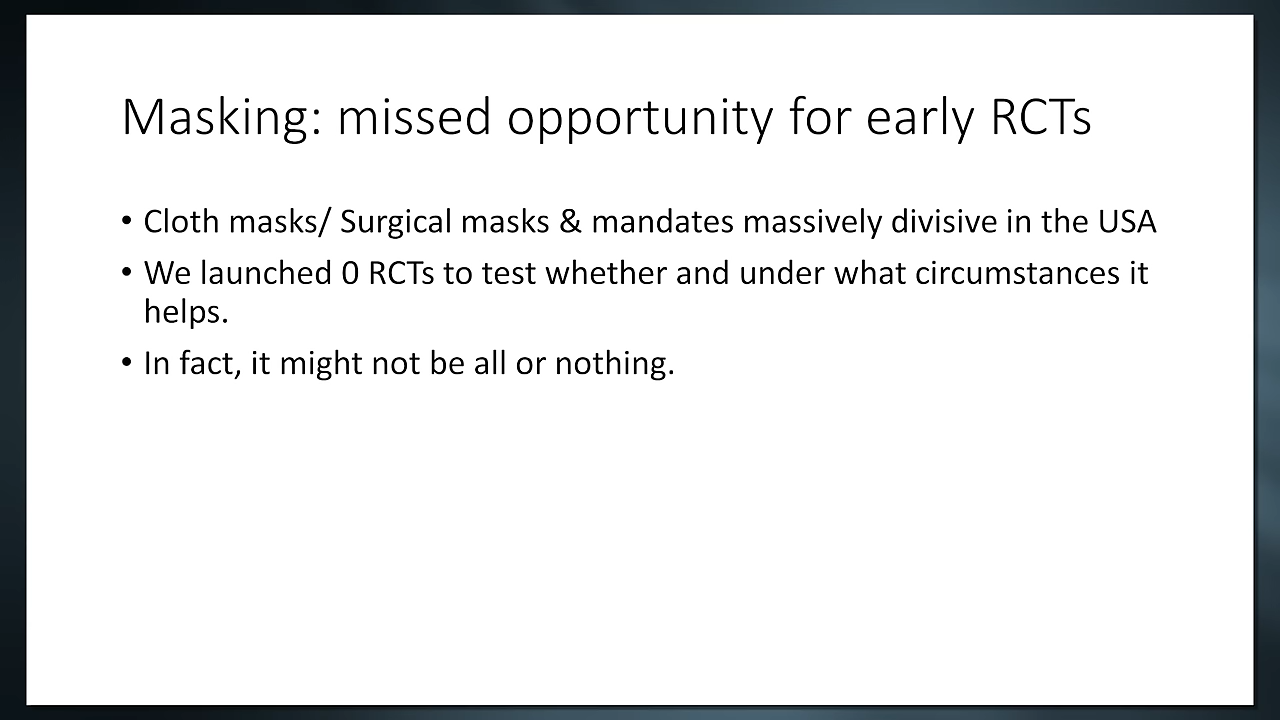 Masking: missed opportunity for early RCTs
• Cloth masks/ Surgical masks & mandates massively divisive in the USA
• We launched 0 RCTs to test whether and under what circumstances it
helps.
• In fact, it might not be all or nothing.